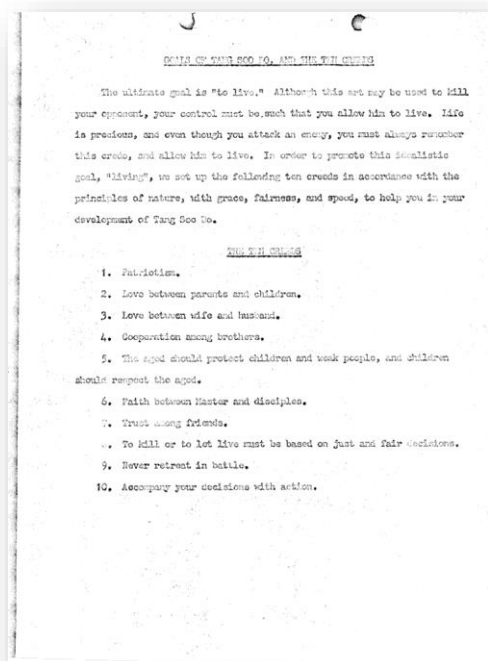 GOALS OF TANG SOO DO, AND THE TEN CREEDS
The ultimate goal is "to live." Although this art may be used to kill
your opponent, your control must be such that you allow him to live. Life
is precious, and even though you attack an enemy, you must always remember
this credo, and allow him to live. In order to promote this idealistic
goal, "living", we set up the following ten creeds in accordance with the
principles of nature, with grace, fairness, and speed, to help you in your
development of Tang Soo Do.
THE TEN CREEDS
1. Patriotism.
2. Love between parents and children.
3. Love between wife and husband.
4. Cooperation among brothers.
5. The aged should protect children and weak people, and children
should respect the aged.
6. Faith between Master and disciples.
7. Trust among friends.
To kill or to let live must be based on just and fair decisions.
9. Never retreat in battle.
10. Accompany your decisions with action.